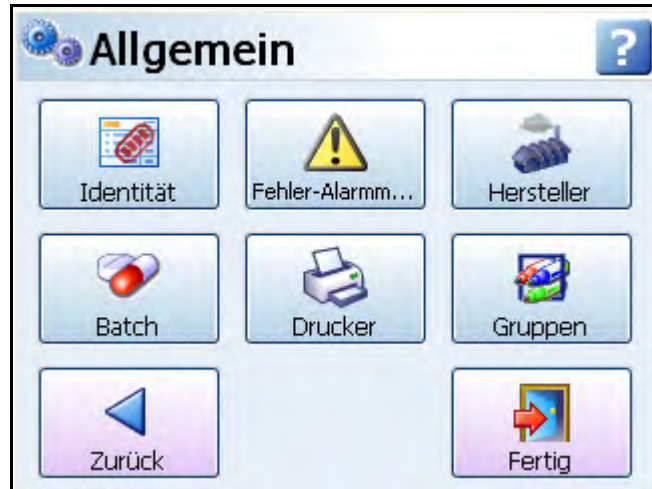 Allgemein
?
Identität
Fehler-Alarmm...
Hersteller
Batch
Drucker
Gruppen
Zurück
Fertig